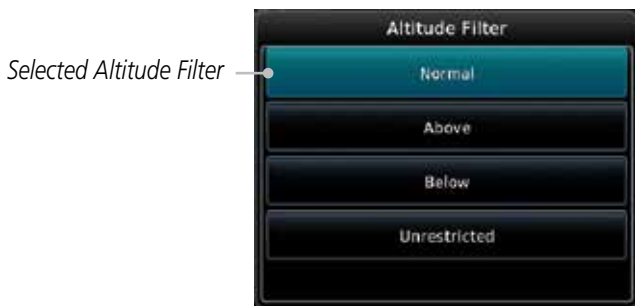 Altitude Filter
Selected Altitude Filter
Normal
Above
Below
Unrestricted